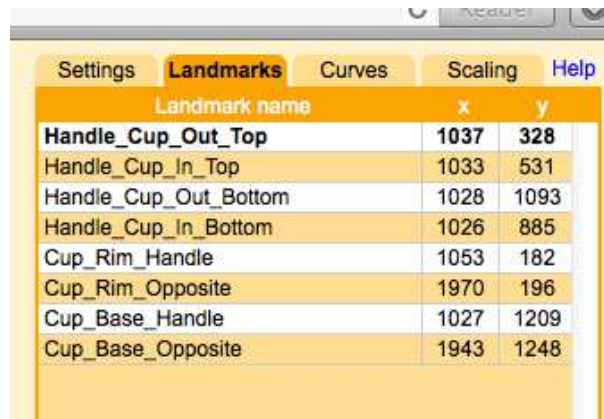 Reader
Settings Landmarks Curves Scaling Help
Landmark name x y
Handle_Cup_Out_Top 1037 328
Handle_Cup_In_Top 1033 531
Handle_Cup_Out_Bottom 1028 1093
Handle_Cup_In_Bottom 1026 885
Cup_Rim_Handle 1053 182
Cup_Rim_Opposite 1970 196
Cup_Base_Handle 1027 1209
Cup_Base_Opposite 1943 1248